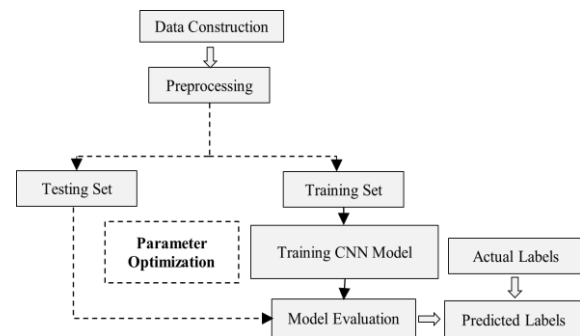 Data Construction
Preprocessing
Testing Set
Training Set
Parameter
Optimization
Training CNN Model
Actual Labels
Model Evaluation
Predicted Labels